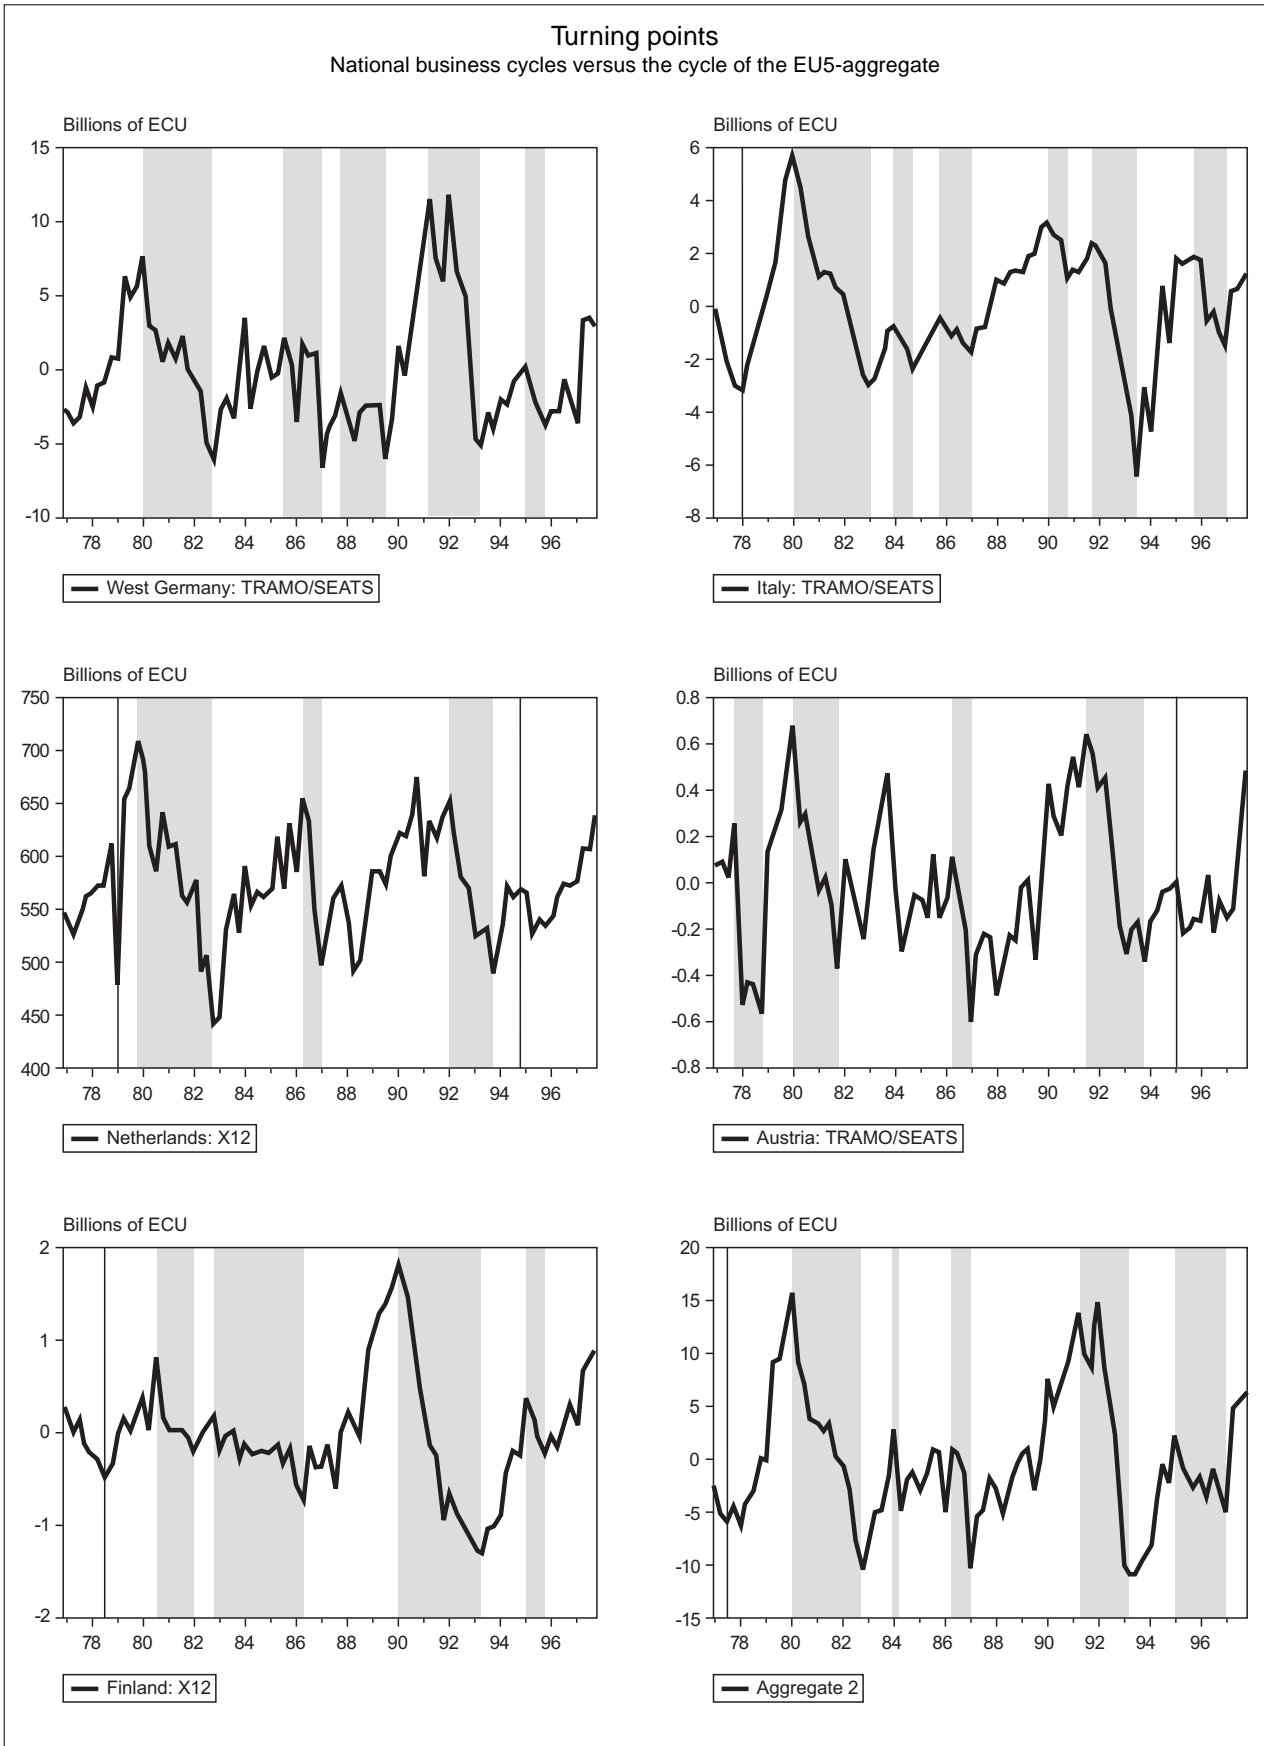 Turning points
National business cycles versus the cycle of the EU5-aggregate
Billions of ECU
15
10
5
0
-5
-10
78 80 82 84 86 88 90 92 94 96
West Germany: TRAMO/SEATS
Billions of ECU
6
4
2
0
-2
-4
-6
-8
78 80 82 84 86 88 90 92 94 96
Italy: TRAMO/SEATS
Billions of ECU
750
700
650
600
550
500
450
400
78 80 82 84 86 88 90 92 94 96
Netherlands: X12
Billions of ECU
0.8
0.6
0.4
0.2
0.0
-0.2
-0.4
-0.6
-0.8
78 80 82 84 86 88 90 92 94 96
Austria: TRAMO/SEATS
Billions of ECU
2
1
0
-1
-2
78 80 82 84 86 88 90 92 94 96
Finland: X12
Billions of ECU
20
15
10
5
0
-5
-10
-15
78 80 82 84 86 88 90 92 94 96
Aggregate 2